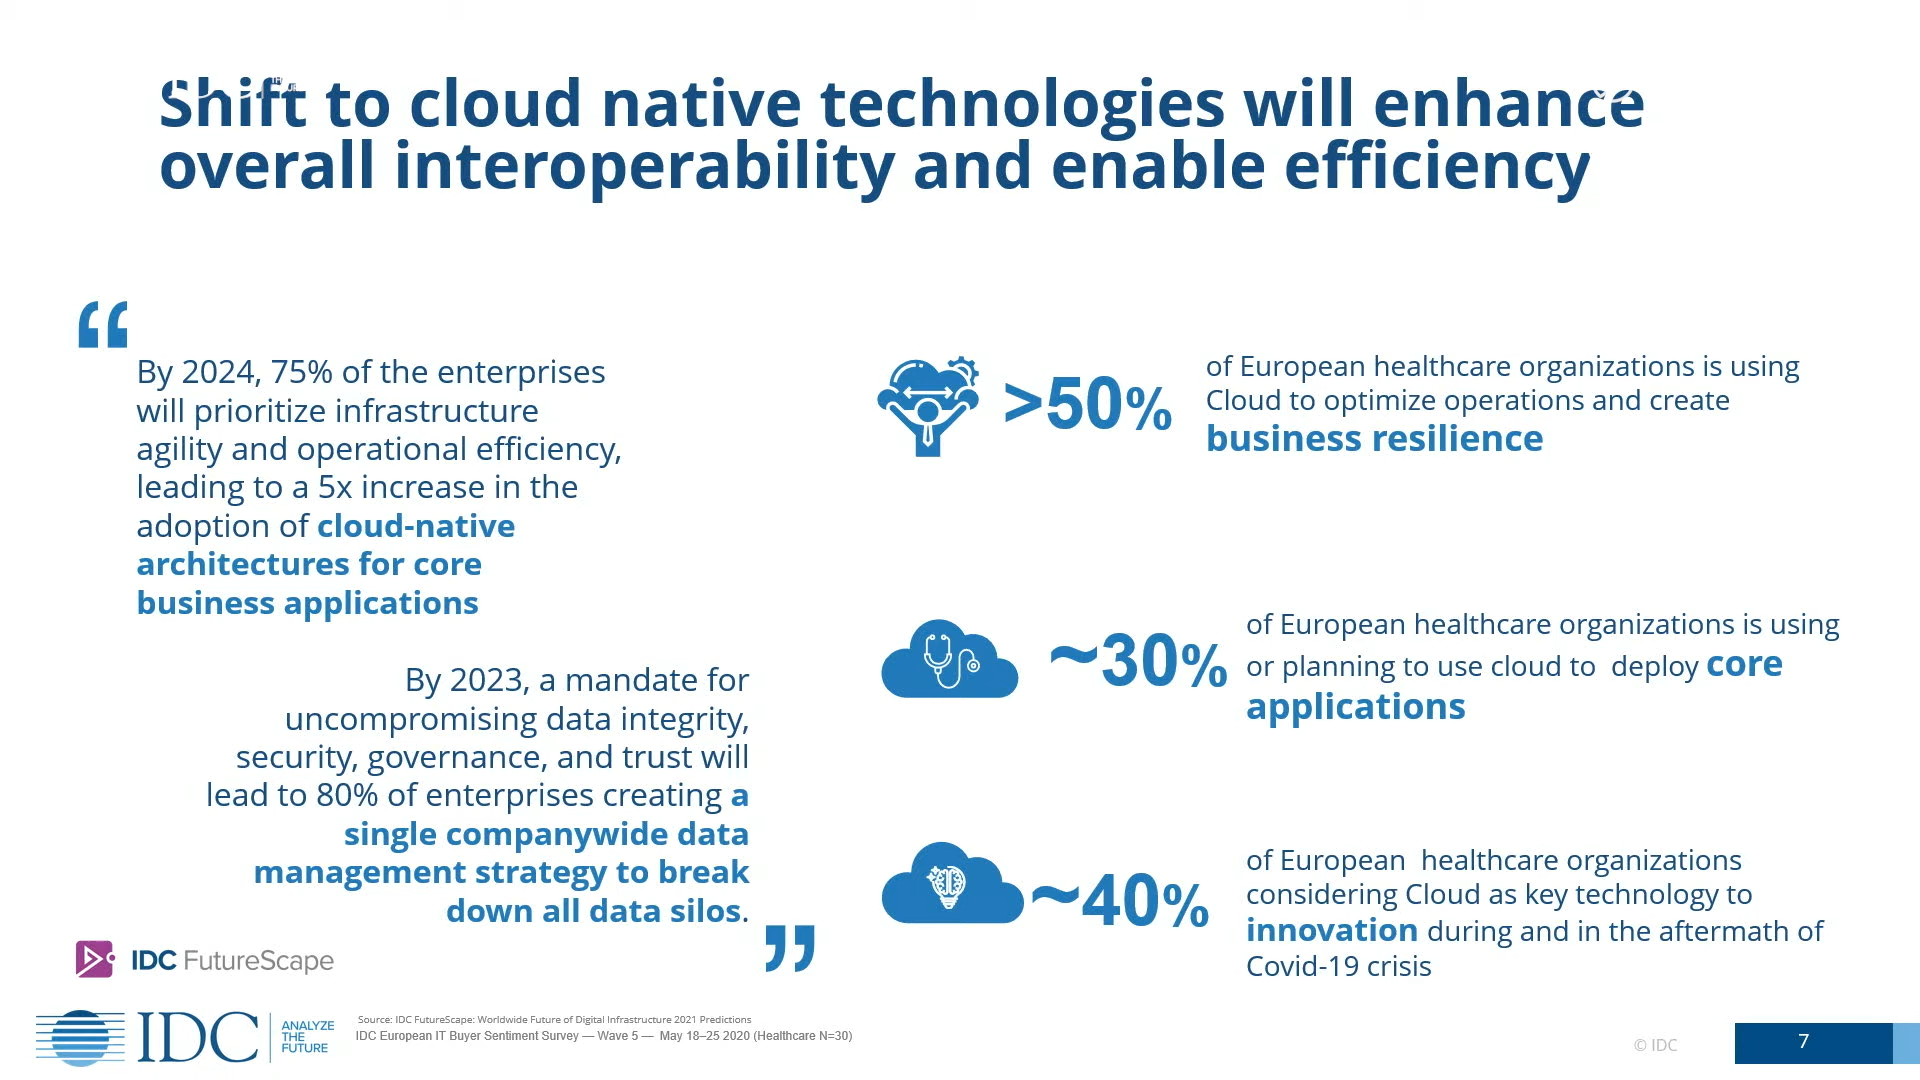 Shift to cloud native technologies will enhance
overall interoperability and enable efficiency
“
By 2024, 75% of the enterprises
will prioritize infrastructure
agility and operational efficiency,
leading to a 5x increase in the
adoption of cloud-native
architectures for core
business applications
By 2023, a mandate for
uncompromising data integrity,
security, governance, and trust will
lead to 80% of enterprises creating a
single companywide data
management strategy to break
down all data silos.
”
>50%
of European healthcare organizations is using
Cloud to optimize operations and create
business resilience
~30%
of European healthcare organizations is using
or planning to use cloud to  deploy core
applications
~40%
of European  healthcare organizations
considering Cloud as key technology to
innovation during and in the aftermath of
Covid-19 crisis
IDC FutureScape
IDC
ANALYZE
THE
FUTURE
Source: IDC FutureScape: Worldwide Future of Digital Infrastructure 2021 Predictions
IDC European IT Buyer Sentiment Survey — Wave 5 —  May 18–25 2020 (Healthcare N=30)
© IDC
7